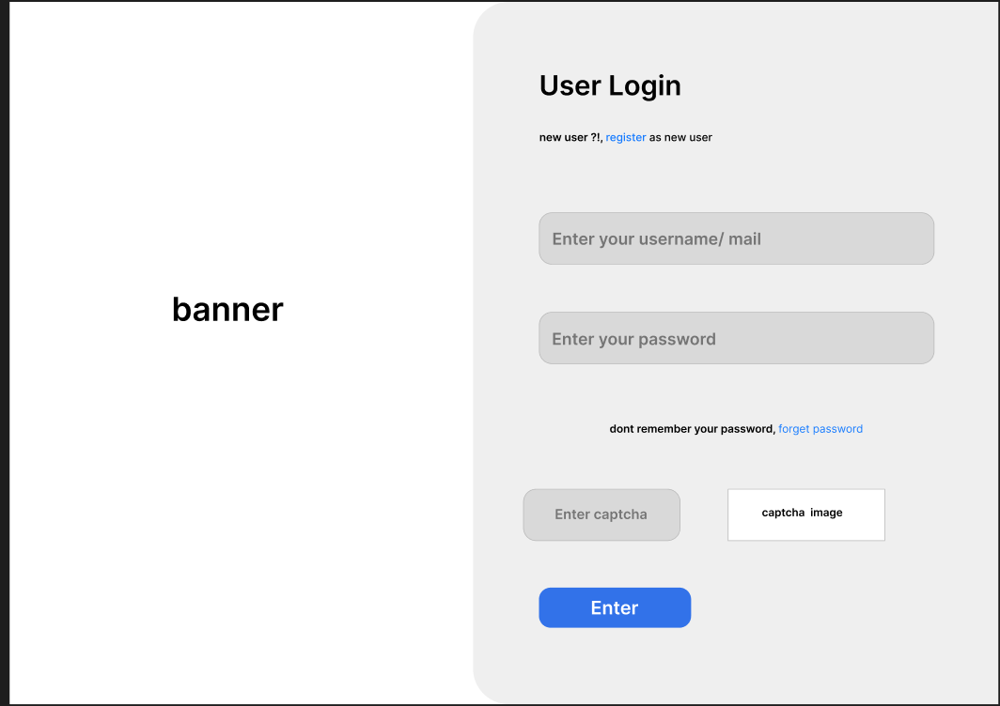 banner
User Login
new user ?!, register as new user
Enter your username/ mail
Enter your password
dont remember your password, forget password
Enter captcha
captcha image
Enter